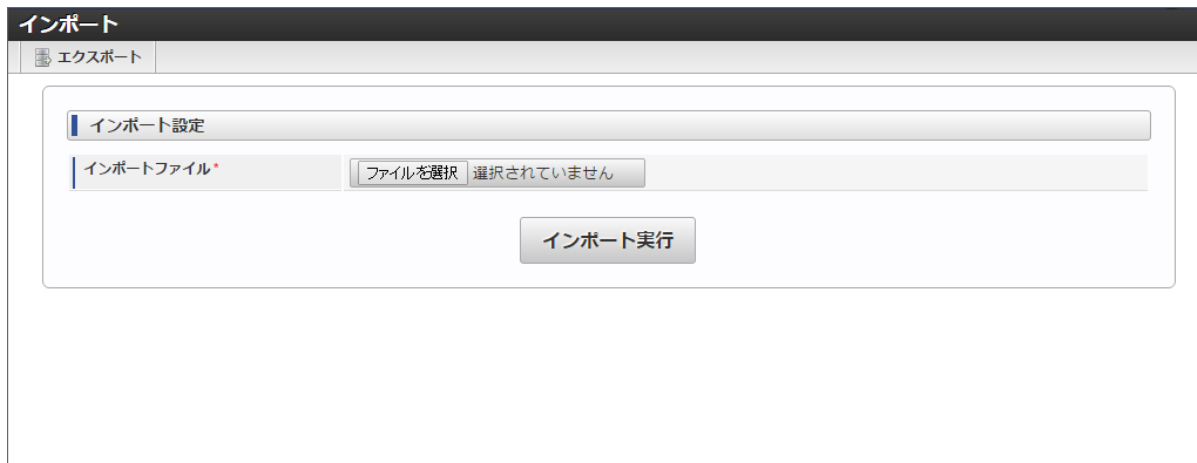 インポート
エクスポート
インポート設定
インポートファイル*
ファイルを選択 選択されていません
インポート実行